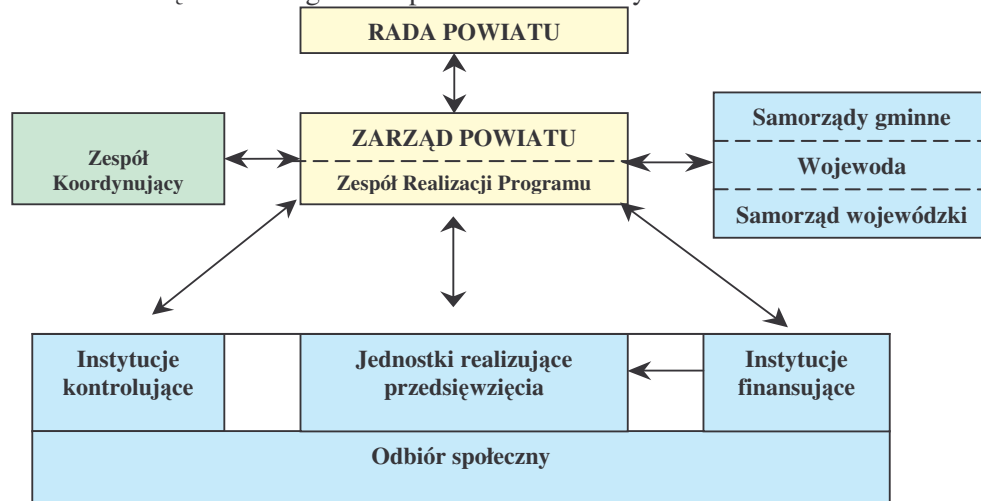 RADA POWIATU
ZARZĄD POWIATU
Zespół Realizacji Programu
Zespół
Koordynujący
Samorządy gminne
Wojewoda
Samorząd wojewódzki
Instytucje
kontrolujące
Jednostki realizujące
przedsięwzięcia
Instytucje
finansujące
Odbiór społeczny